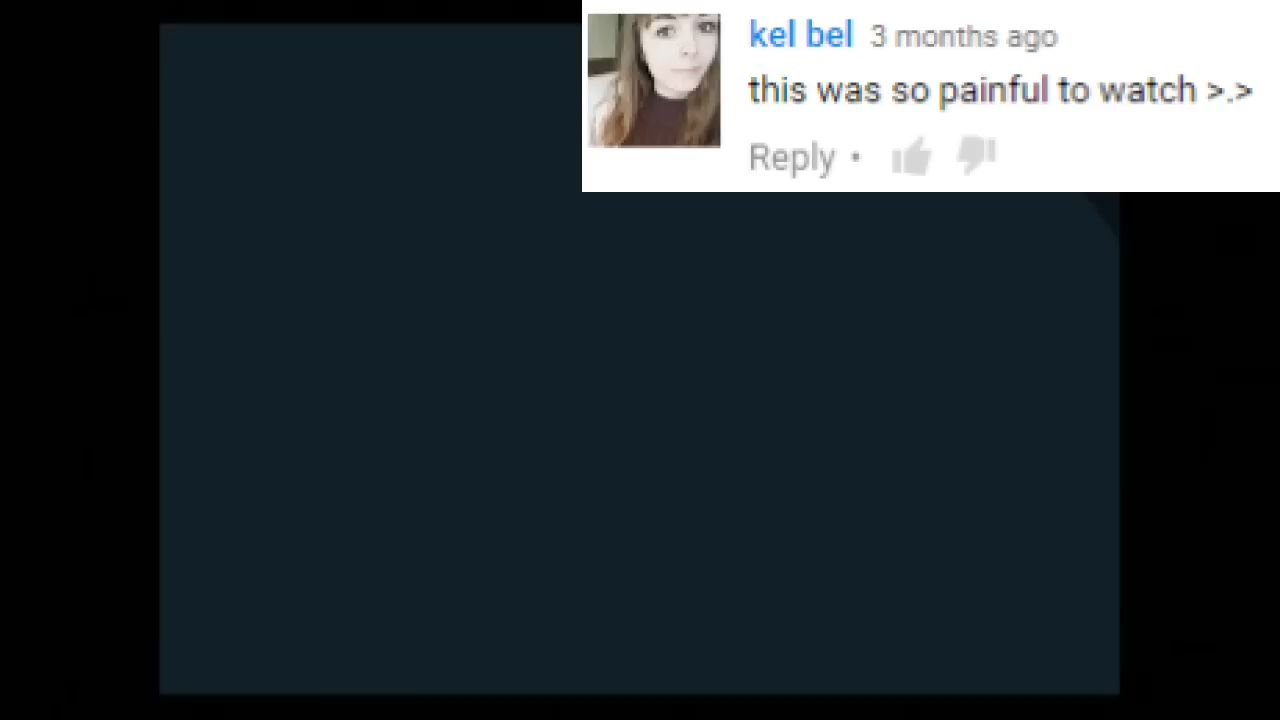 kel bel 3 months ago
this was so painful to watch >.>
Reply •